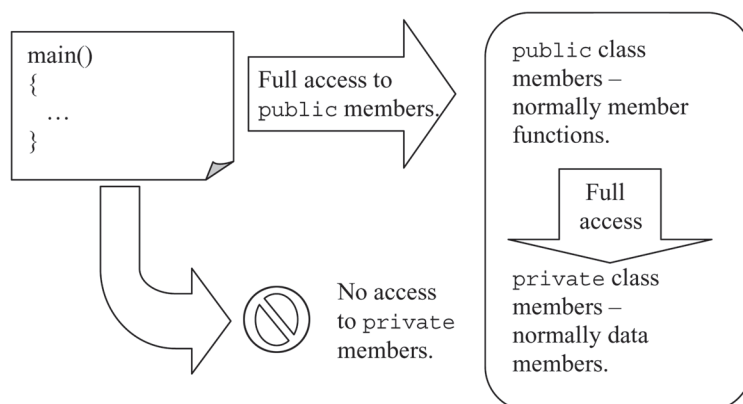 main()
{
…
}
Full access to
public members.
public class
members –
normally member
functions.
Full
access
private class
members –
normally data
members.
No access
to private
members.